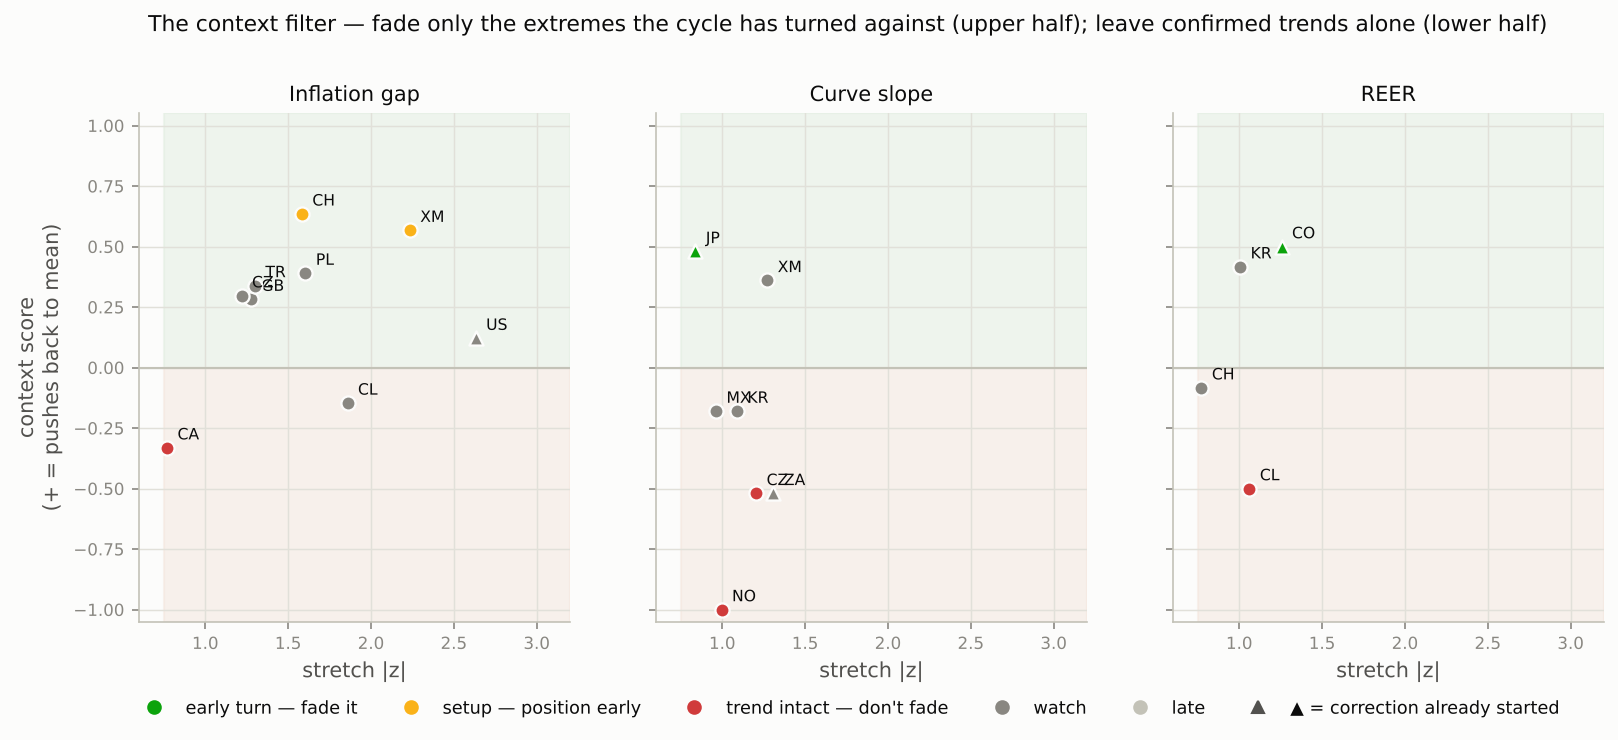 The context filter — fade only the extremes the cycle has turned against (upper half); leave confirmed trends alone (lower half)
Inflation gap
Curve slope
REER
context score
(+ = pushes back to mean)
1.00
0.75
0.50
0.25
0.00
−0.25
−0.50
−0.75
−1.00
CH
XM
PL
TR
CZ
GB
US
CL
CA
1.0 1.5 2.0 2.5 3.0
stretch |z|
JP
XM
MX
KR
CZ
ZA
NO
1.0 1.5 2.0 2.5 3.0
stretch |z|
CO
KR
CH
CL
1.0 1.5 2.0 2.5 3.0
stretch |z|
early turn — fade it
setup — position early
trend intact — don't fade
watch
late
▲ = correction already started